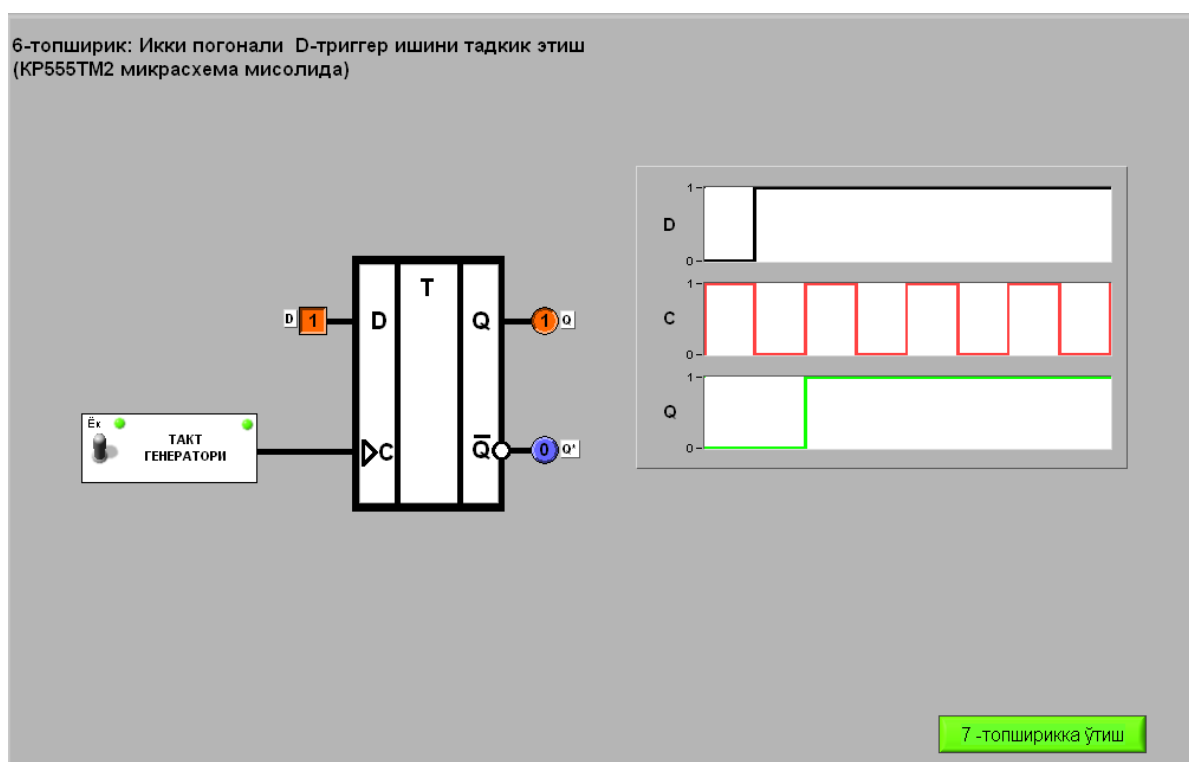 6-топширик: Икки погонали D-триггер ишини тадкик этиш
(КР555ТМ2 микрасхема мисолида)
1
D
0
1
C
0
1
Q
0
T
D 1 D Q 1 Q
Ёк
ТАКТ
ГЕНЕРАТОРИ
C Q̅ 0 Q*
7 -топширикка ўтиш